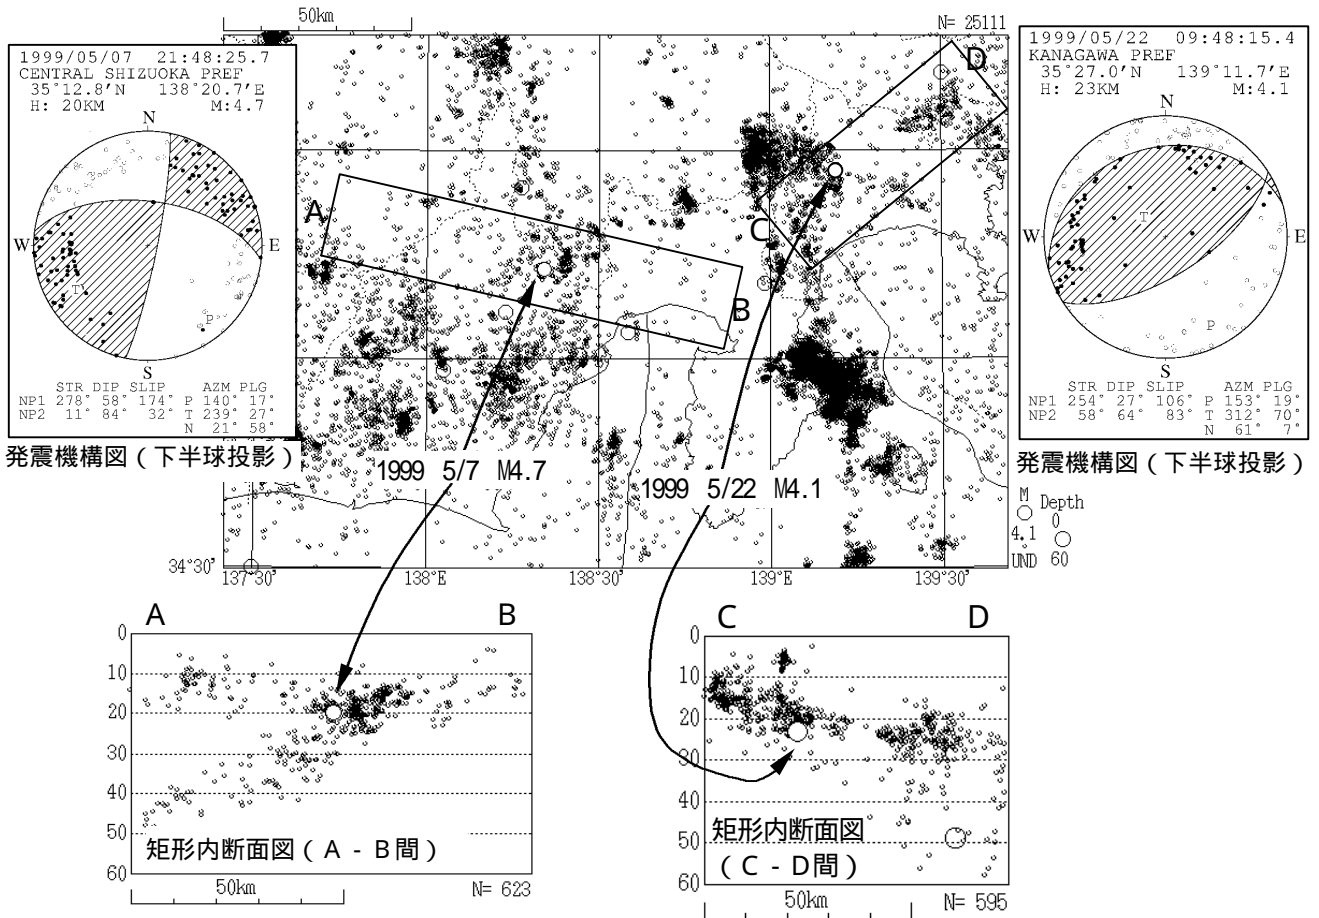 50km
N= 25111
1999/05/07 21:48:25.7
CENTRAL SHIZUOKA PREF
35°12.8'N 138°20.7'E
H: 20KM M:4.7
N
W
E
S
T
P
STR DIP SLIP AZM PLG
NP1 278° 58° 174° P 140° 17°
NP2 11° 84° 32° T 239° 27°
N 21° 58°
発震機構図(下半球投影)
1999/05/22 09:48:15.4
KANAGAWA PREF
35°27.0'N 139°11.7'E
H: 23KM M:4.1
N
W
E
S
T
P
STR DIP SLIP AZM PLG
NP1 254° 27° 106° P 153° 19°
NP2 58° 64° 83° T 312° 70°
N 61° 7°
発震機構図(下半球投影)
A
B
C
D
1999 5/7 M4.7
1999 5/22 M4.1
M Depth
0
4.1
UND 60
34°30'
137°30'
138°E
138°30'
139°E
139°30'
A B
0
10
20
30
40
50
60
矩形内断面図(A-B間)
50km
N= 623
C D
0
10
20
30
40
50
60
矩形内断面図
(C-D間)
50km
N= 595